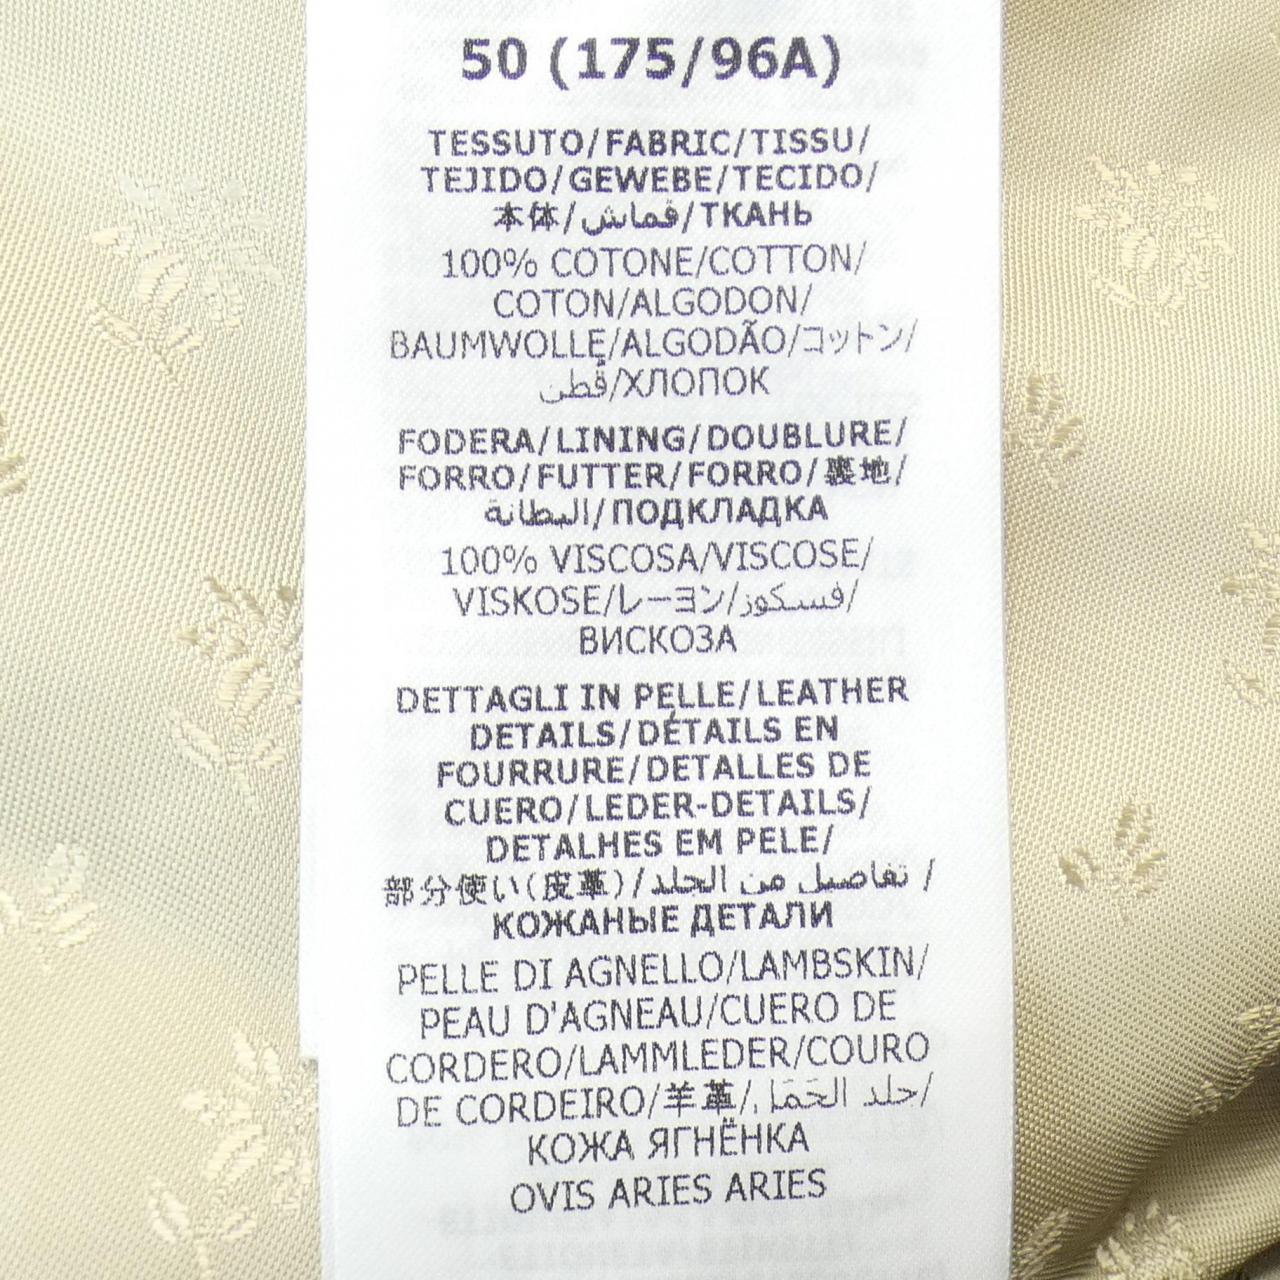 50 (175/96A)
TESSUTO/FABRIC/TISSU/
TEJIDO/GEWEBE/TECIDO/
本体/قماش/ТКАНЬ
100% COTONE/COTTON/
COTON/ALGODON/
BAUMWOLLE/ALGODÃO/コットン/
قُطن/ХЛОПОК
FODERA/LINING/DOUBLURE/
FORRO/FUTTER/FORRO/裏地/
البطانة/ПОДКЛАДКА
100% VISCOSA/VISCOSE/
VISKOSE/レーヨン/فسكوز/
ВИСКОЗА
DETTAGLI IN PELLE/LEATHER
DETAILS/DÉTAILS EN
FOURRURE/DETALLES DE
CUERO/LEDER-DETAILS/
DETALHES EM PELE/
部分使い(皮革)/تفاصيل من الجلد /
КОЖАНЫЕ ДЕТАЛИ
PELLE DI AGNELLO/LAMBSKIN/
PEAU D'AGNEAU/CUERO DE
CORDERO/LAMMLEDER/COURO
DE CORDEIRO/羊革/جلد الحَمَل/
КОЖА ЯГНЁНКА
OVIS ARIES ARIES